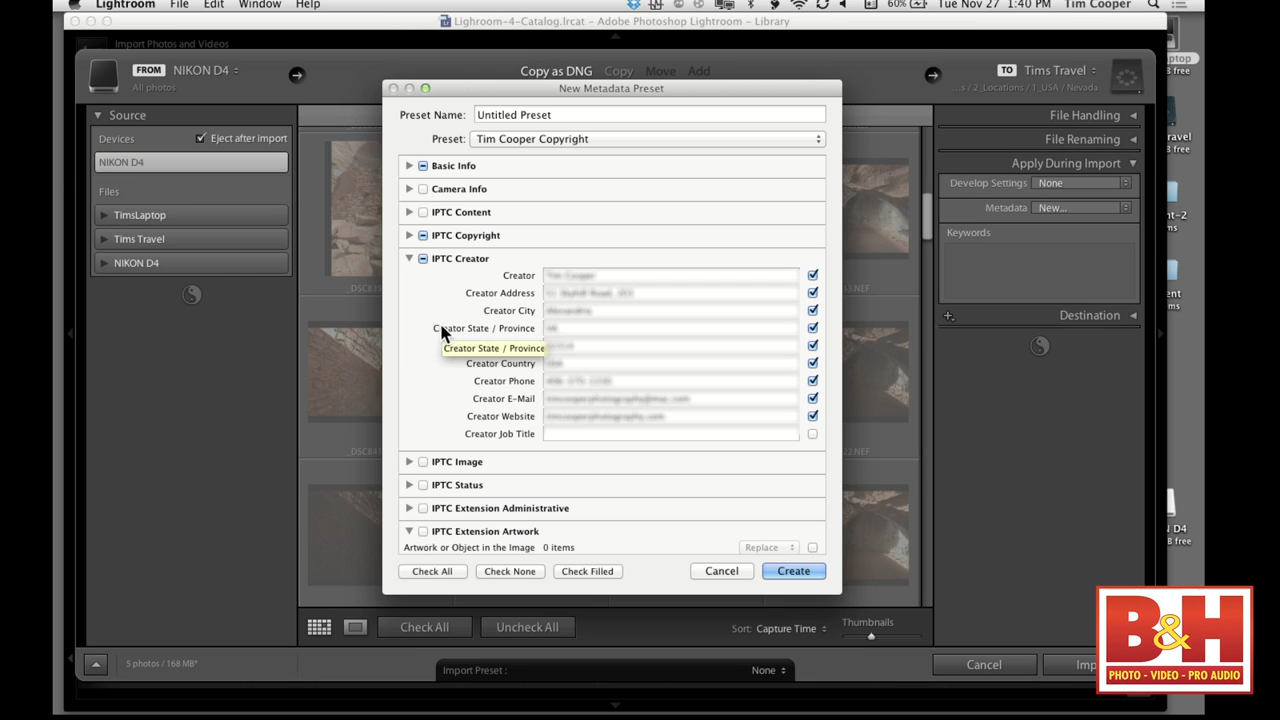 Lightroom File Edit Window Help
60% Tue Nov 27 1:40 PM Tim Cooper
Lighroom-4-Catalog.lrcat – Adobe Photoshop Lightroom – Library
Import Photos and Videos
FROM NIKON D4
All photos
Copy as DNG Copy Move Add
TO Tims Travel
...s / 2_Locations / 1_USA / Nevada
New Metadata Preset
Preset Name: Untitled Preset
Preset: Tim Cooper Copyright
Basic Info
Camera Info
IPTC Content
IPTC Copyright
IPTC Creator
Creator
Creator Address
Creator City
Creator State / Province
Creator State / Province
Creator Country
Creator Phone
Creator E-Mail
Creator Website
Creator Job Title
IPTC Image
IPTC Status
IPTC Extension Administrative
IPTC Extension Artwork
Artwork or Object in the Image 0 items Replace
Check All Check None Check Filled Cancel Create
Source
Devices Eject after import
NIKON D4
Files
TimsLaptop
Tims Travel
NIKON D4
File Handling
File Renaming
Apply During Import
Develop Settings None
Metadata New...
Keywords
Destination
Check All Uncheck All Sort: Capture Time Thumbnails
5 photos / 168 MB*
Import Preset : None
Cancel
B&H
PHOTO - VIDEO - PRO AUDIO